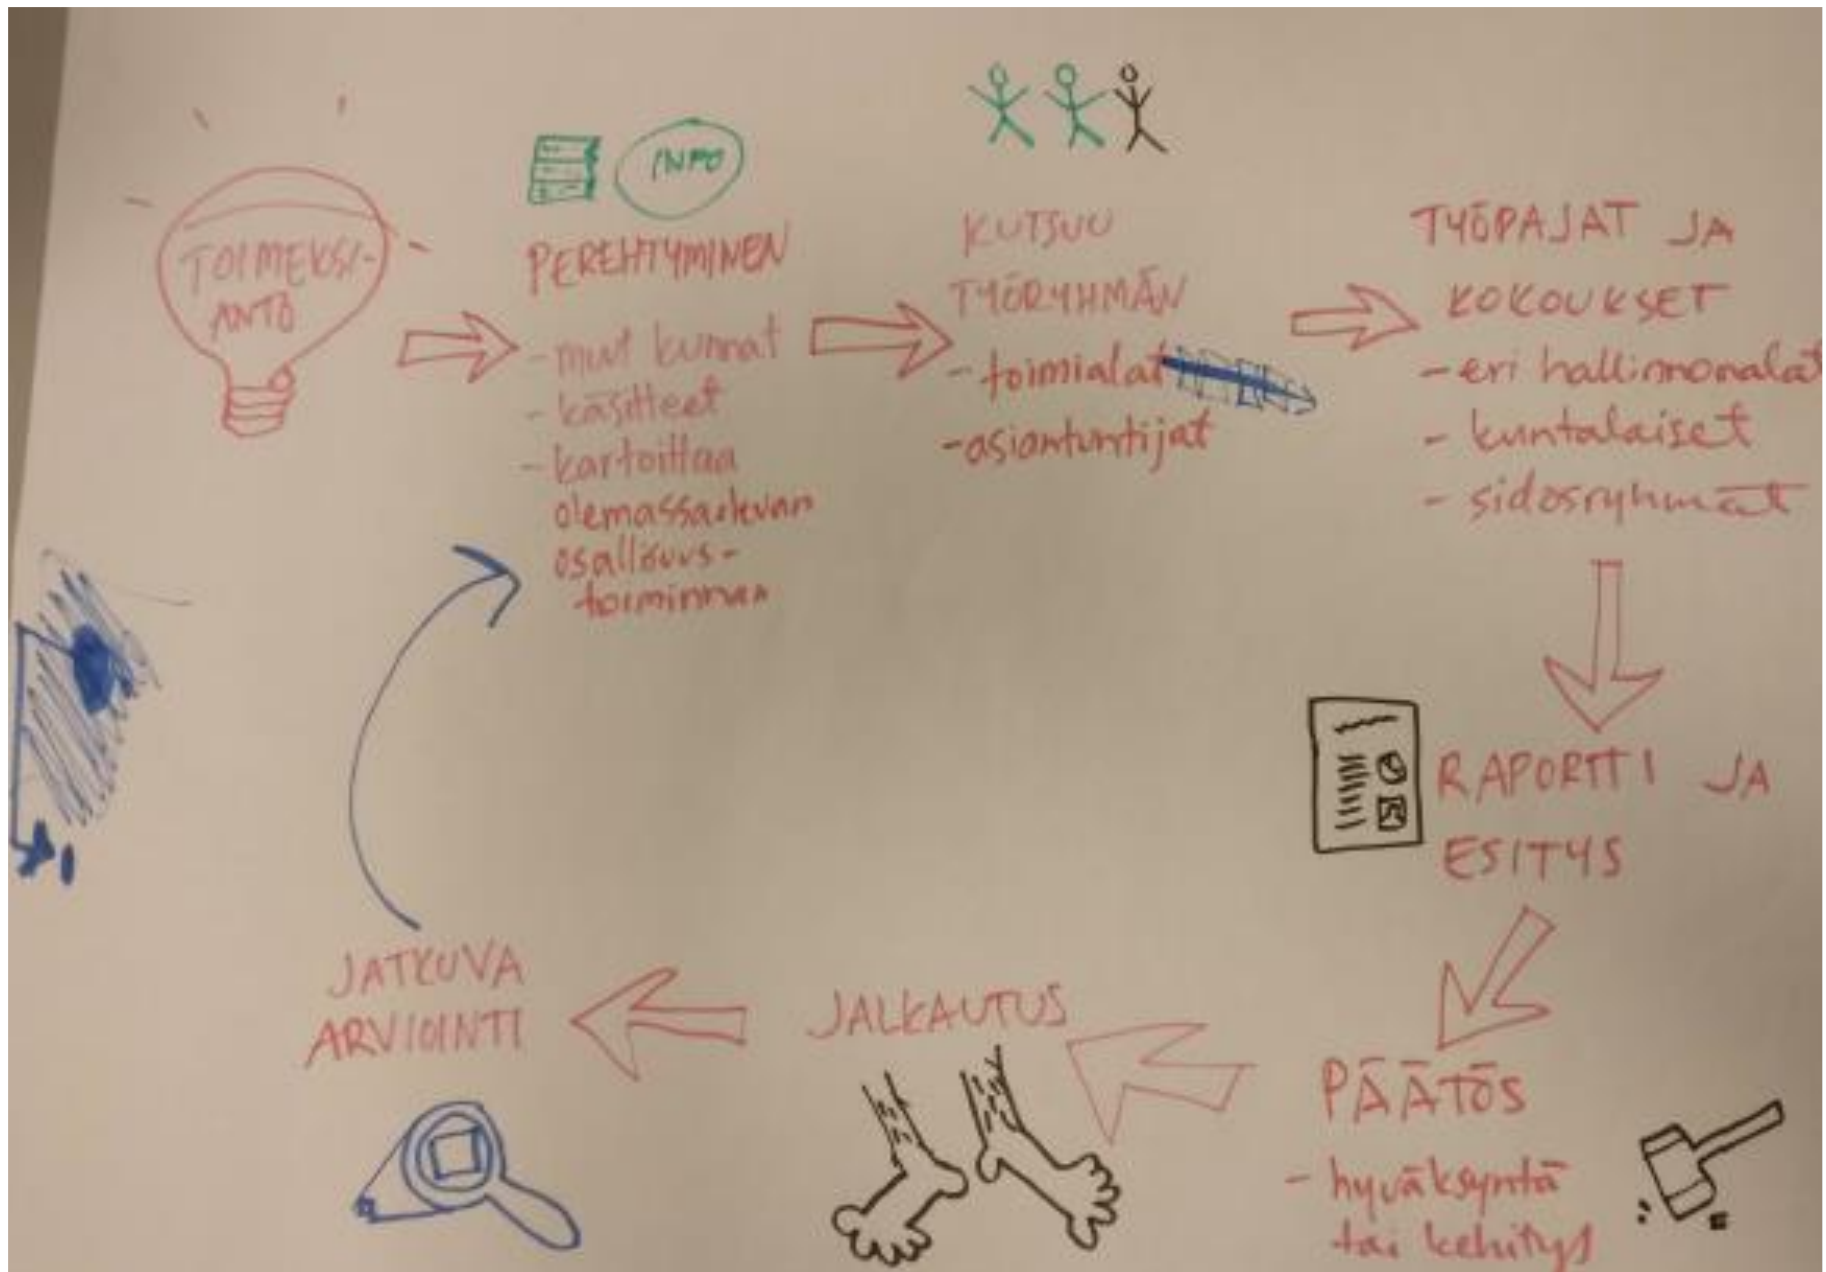 TOIMEKSI-
ANTO
INFO
PEREHTYMINEN
- muut kunnat
- käsitteet
- kartoittaa
olemassaolevan
osallisuus-
toiminnan
KUTSUU
TYÖRYHMÄN
- toimialat
- asiantuntijat
TYÖPAJAT JA
KOKOUKSET
- eri hallinnonalat
- kuntalaiset
- sidosryhmät
RAPORTTI JA
ESITYS
PÄÄTÖS
- hyväksyntä
tai kehitys
JALKAUTUS
JATKUVA
ARVIOINTI